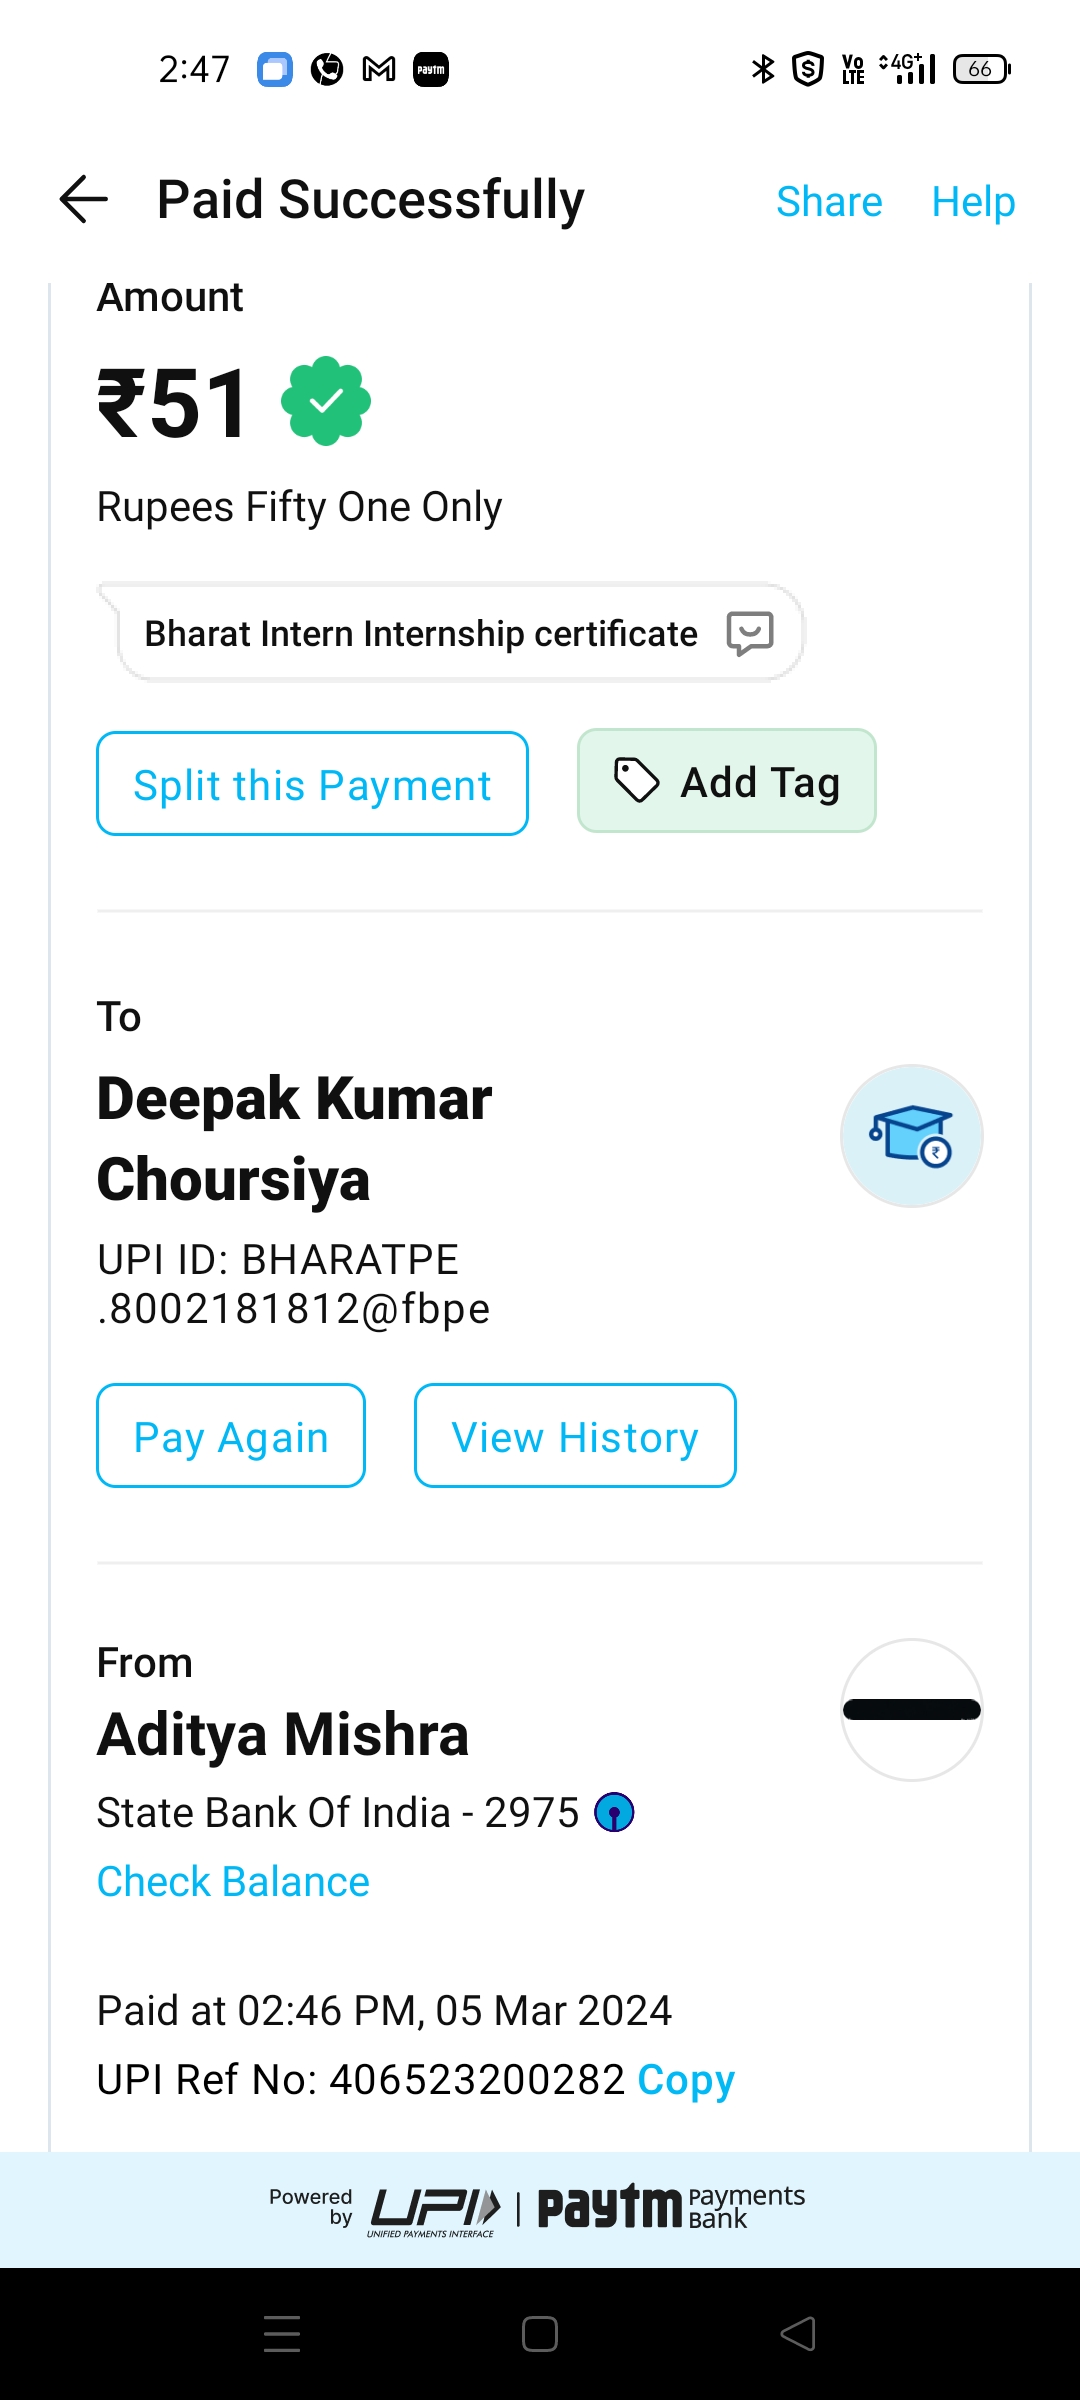 2:47 paytm Vo LTE 4G+ 66
Paid Successfully Share Help
Amount
₹51
Rupees Fifty One Only
Bharat Intern Internship certificate
Split this Payment Add Tag
To
Deepak Kumar
Choursiya
UPI ID: BHARATPE
.8002181812@fbpe
Pay Again View History
From
Aditya Mishra
State Bank Of India - 2975
Check Balance
Paid at 02:46 PM, 05 Mar 2024
UPI Ref No: 406523200282 Copy
Powered by UPI UNIFIED PAYMENTS INTERFACE | paytm Payments Bank